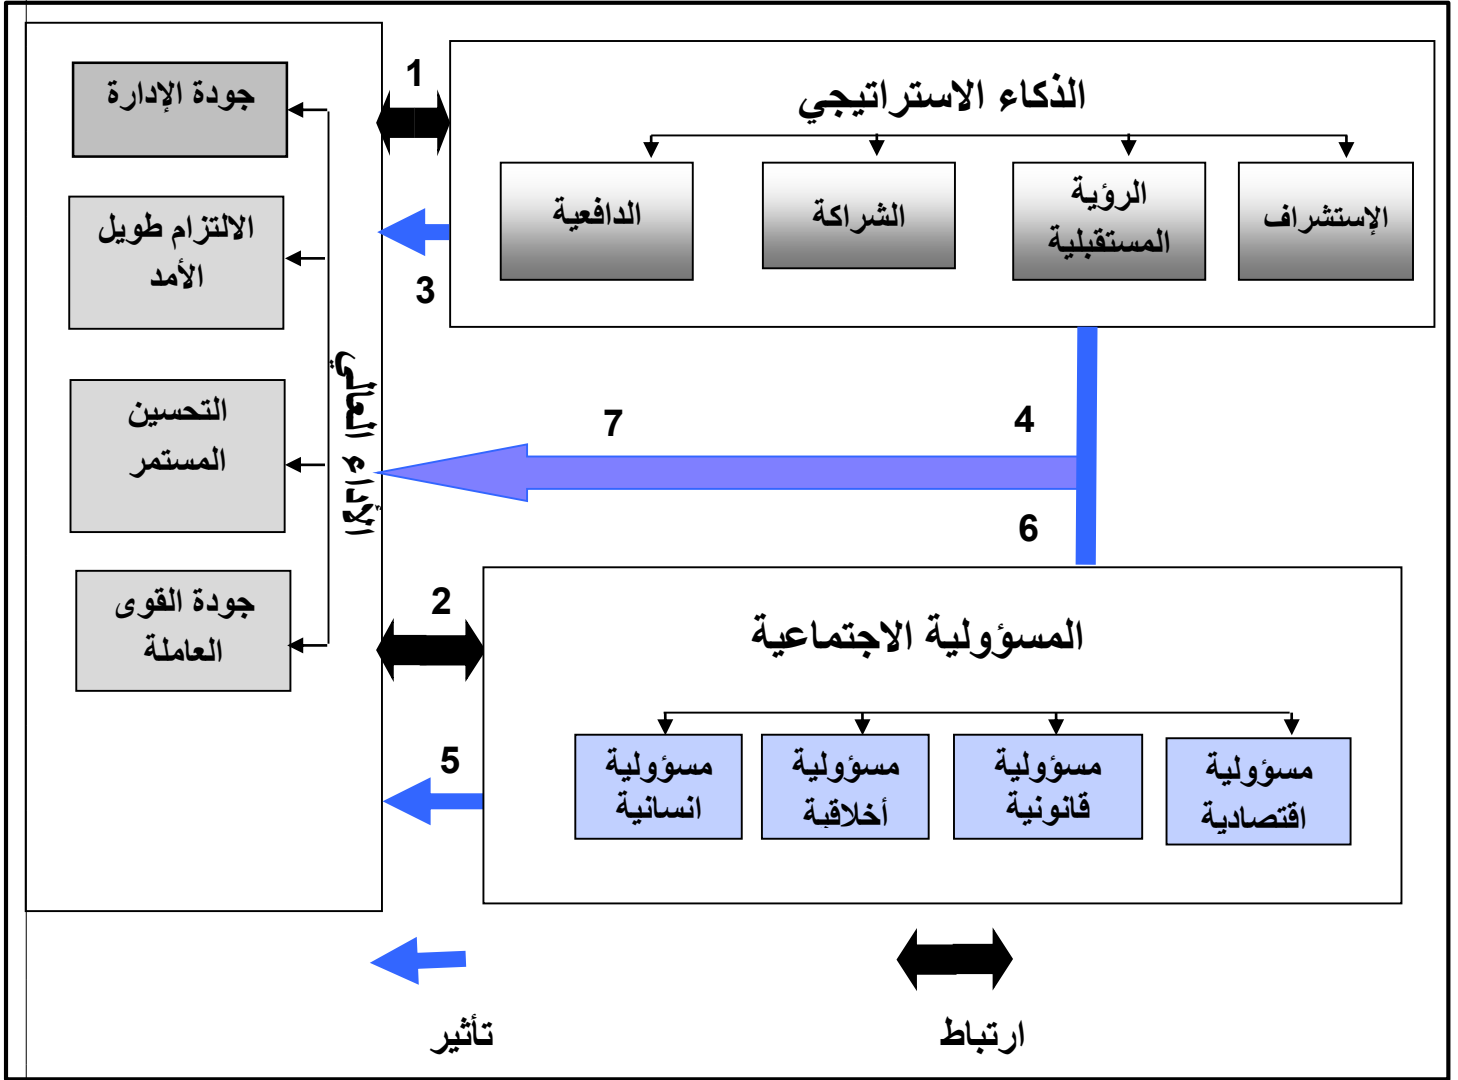 الذكاء الاستراتيجي
الإستشراف
الرؤية
المستقبلية
الشراكة
الدافعية
1
3
جودة الإدارة
الالتزام طويل
الأمد
التحسين
المستمر
جودة القوى
العاملة
الأداء العالي
4
7
6
2
5
المسؤولية الاجتماعية
مسؤولية
اقتصادية
مسؤولية
قانونية
مسؤولية
أخلاقية
مسؤولية
انسانية
ارتباط
تأثير